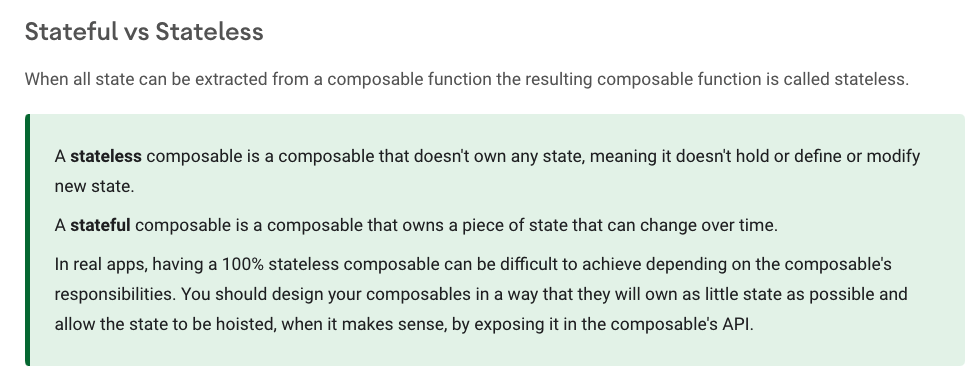 Stateful vs Stateless
When all state can be extracted from a composable function the resulting composable function is called stateless.
A stateless composable is a composable that doesn't own any state, meaning it doesn't hold or define or modify
new state.
A stateful composable is a composable that owns a piece of state that can change over time.
In real apps, having a 100% stateless composable can be difficult to achieve depending on the composable's
responsibilities. You should design your composables in a way that they will own as little state as possible and
allow the state to be hoisted, when it makes sense, by exposing it in the composable's API.